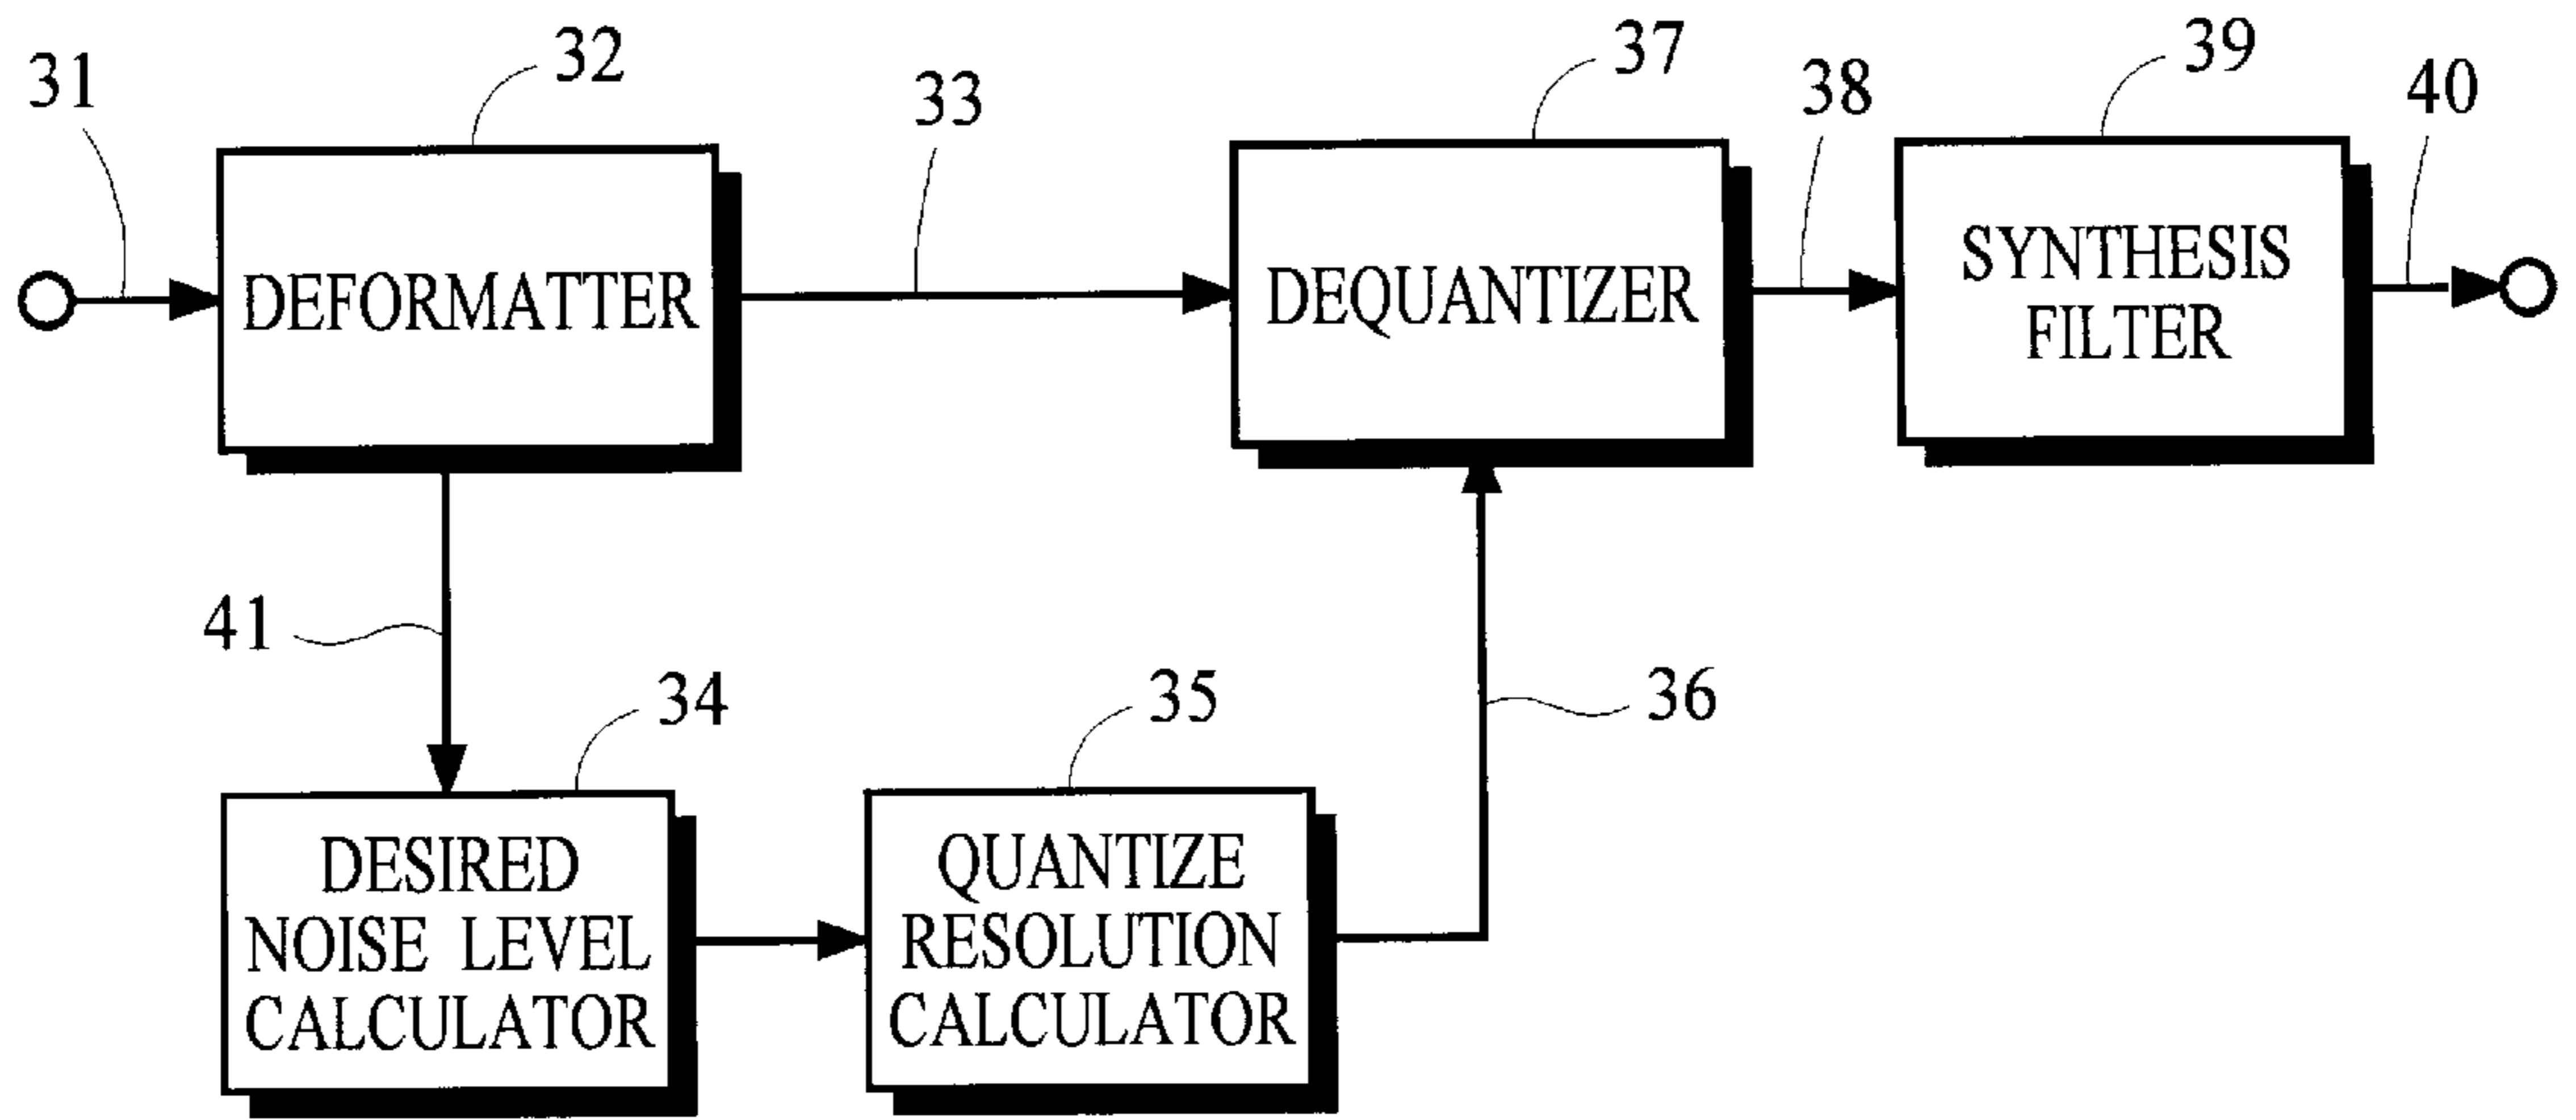 31
32
33
37
38
39
40
DEFORMATTER
DEQUANTIZER
SYNTHESIS
FILTER
41
34
35
36
DESIRED
NOISE LEVEL
CALCULATOR
QUANTIZE
RESOLUTION
CALCULATOR